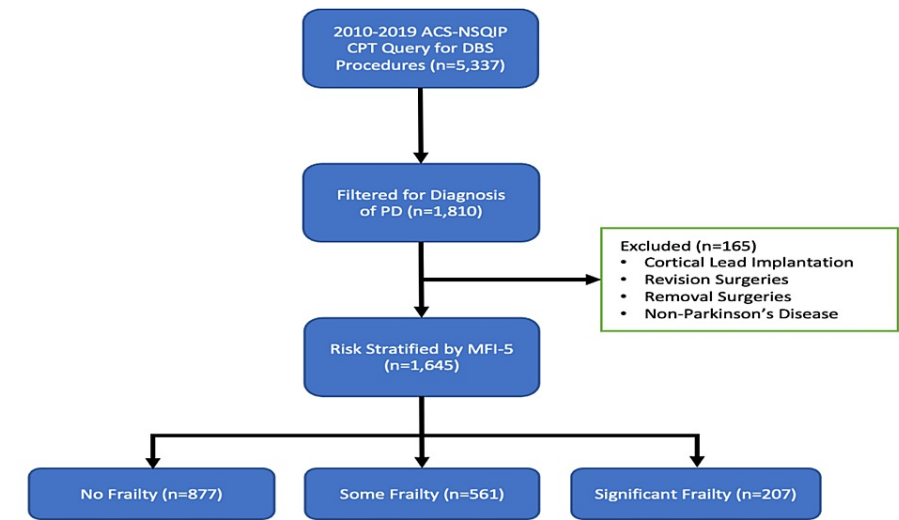 2010-2019 ACS-NSQIP
CPT Query for DBS
Procedures (n=5,337)
Filtered for Diagnosis
of PD (n=1,810)
Excluded (n=165)
• Cortical Lead Implantation
• Revision Surgeries
• Removal Surgeries
• Non-Parkinson's Disease
Risk Stratified by MFI-5
(n=1,645)
No Frailty (n=877)
Some Frailty (n=561)
Significant Frailty (n=207)